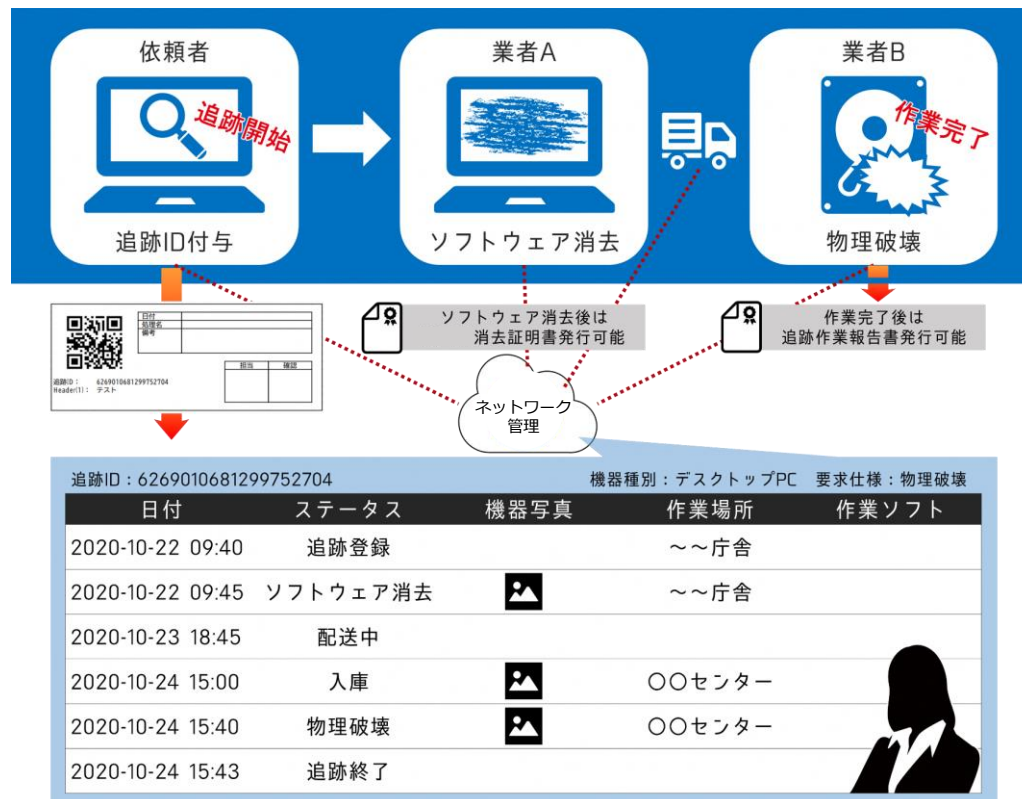 依頼者
追跡開始
追跡ID付与
業者A
ソフトウェア消去
業者B
作業完了
物理破壊
日付
処理名
備考
担当 確認
追跡ID： 6269010681299752704
Header(1)： テスト
ソフトウェア消去後は
消去証明書発行可能
作業完了後は
追跡作業報告書発行可能
ネットワーク
管理
追跡ID：6269010681299752704 機器種別：デスクトップPC 要求仕様：物理破壊
日付 ステータス 機器写真 作業場所 作業ソフト
2020-10-22 09:40 追跡登録 ～～庁舎
2020-10-22 09:45 ソフトウェア消去 ～～庁舎
2020-10-23 18:45 配送中
2020-10-24 15:00 入庫 〇〇センター
2020-10-24 15:40 物理破壊 〇〇センター
2020-10-24 15:43 追跡終了